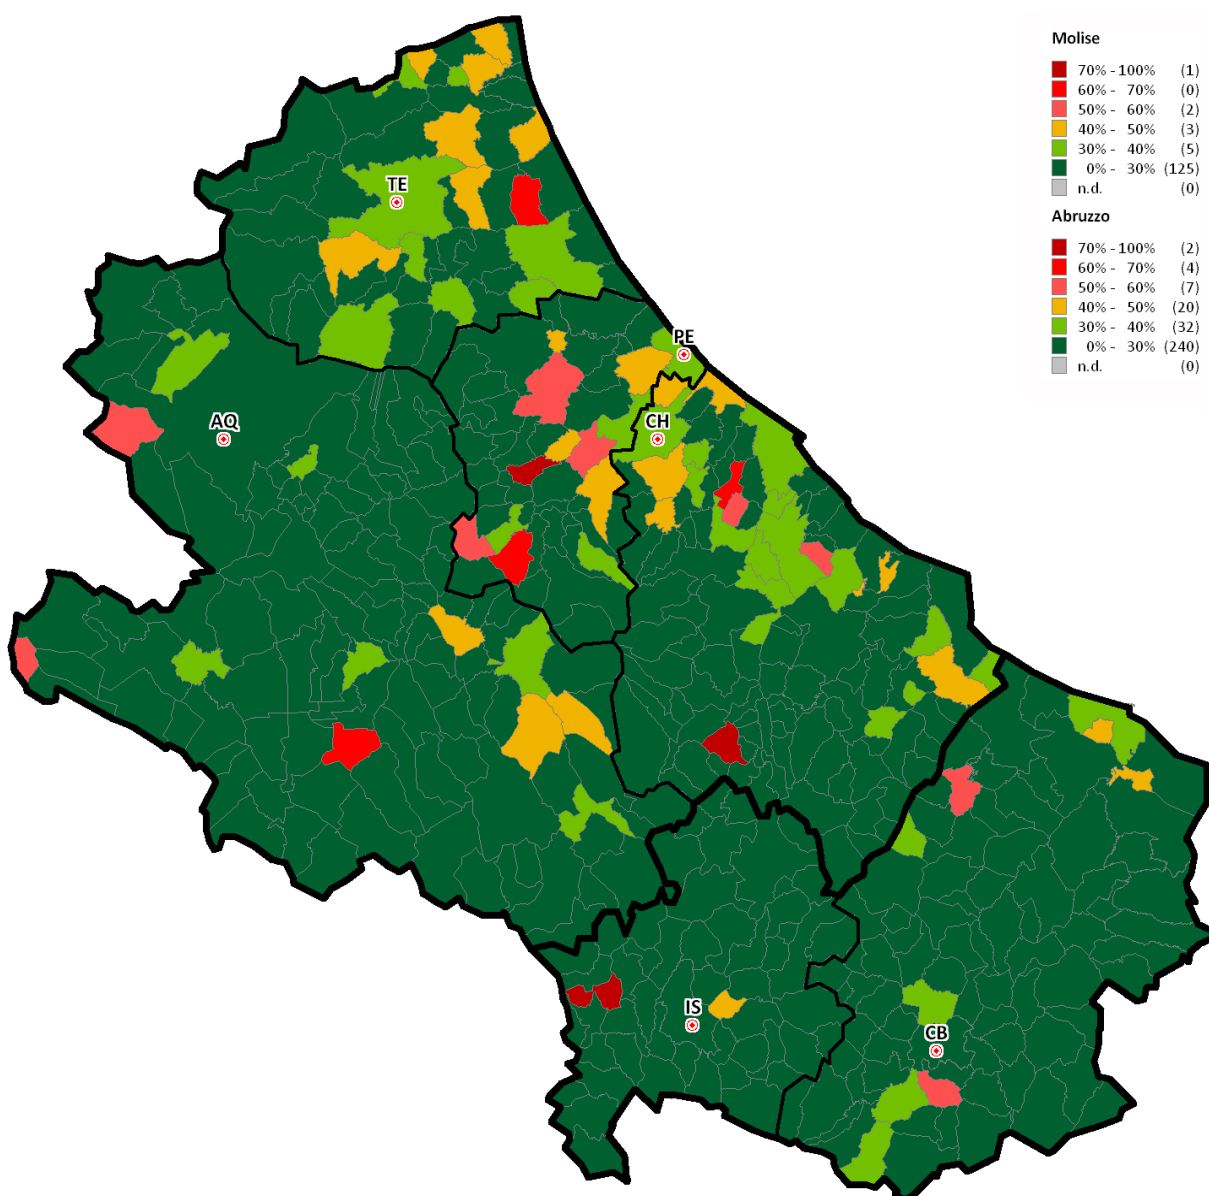 Molise
70% - 100% (1)
60% - 70% (0)
50% - 60% (2)
40% - 50% (3)
30% - 40% (5)
0% - 30% (125)
n.d. (0)
Abruzzo
70% - 100% (2)
60% - 70% (4)
50% - 60% (7)
40% - 50% (20)
30% - 40% (32)
0% - 30% (240)
n.d. (0)
TE
PE
AQ
CH
IS
CB